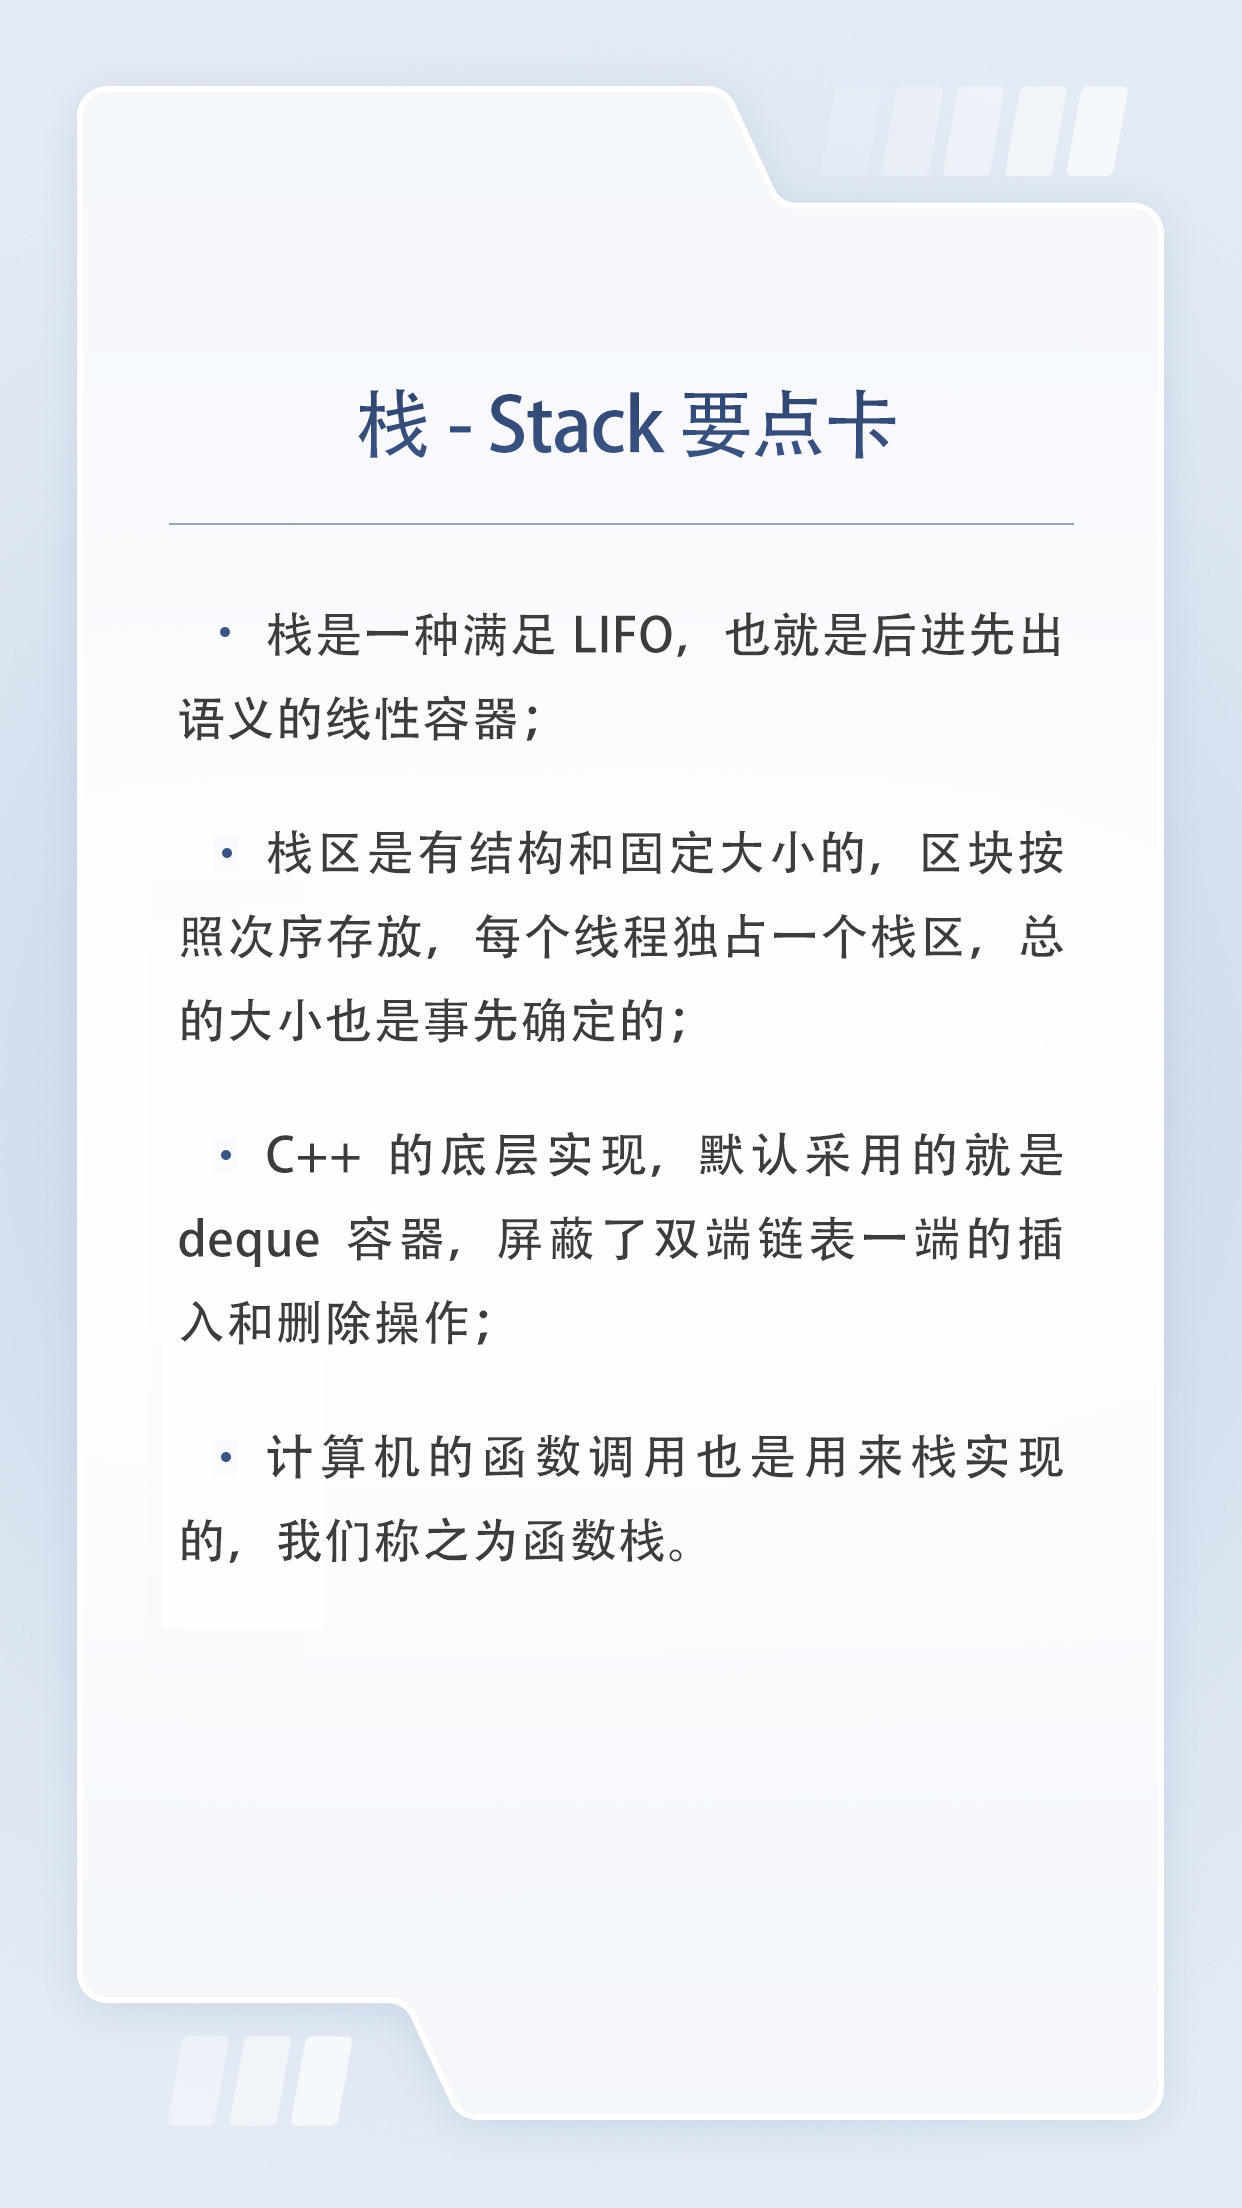 栈 - Stack 要点卡
• 栈是一种满足 LIFO，也就是后进先出
语义的线性容器；
• 栈区是有结构和固定大小的，区块按
照次序存放，每个线程独占一个栈区，总
的大小也是事先确定的；
• C++ 的底层实现，默认采用的就是
deque 容器，屏蔽了双端链表一端的插
入和删除操作；
• 计算机的函数调用也是用来栈实现
的，我们称之为函数栈。